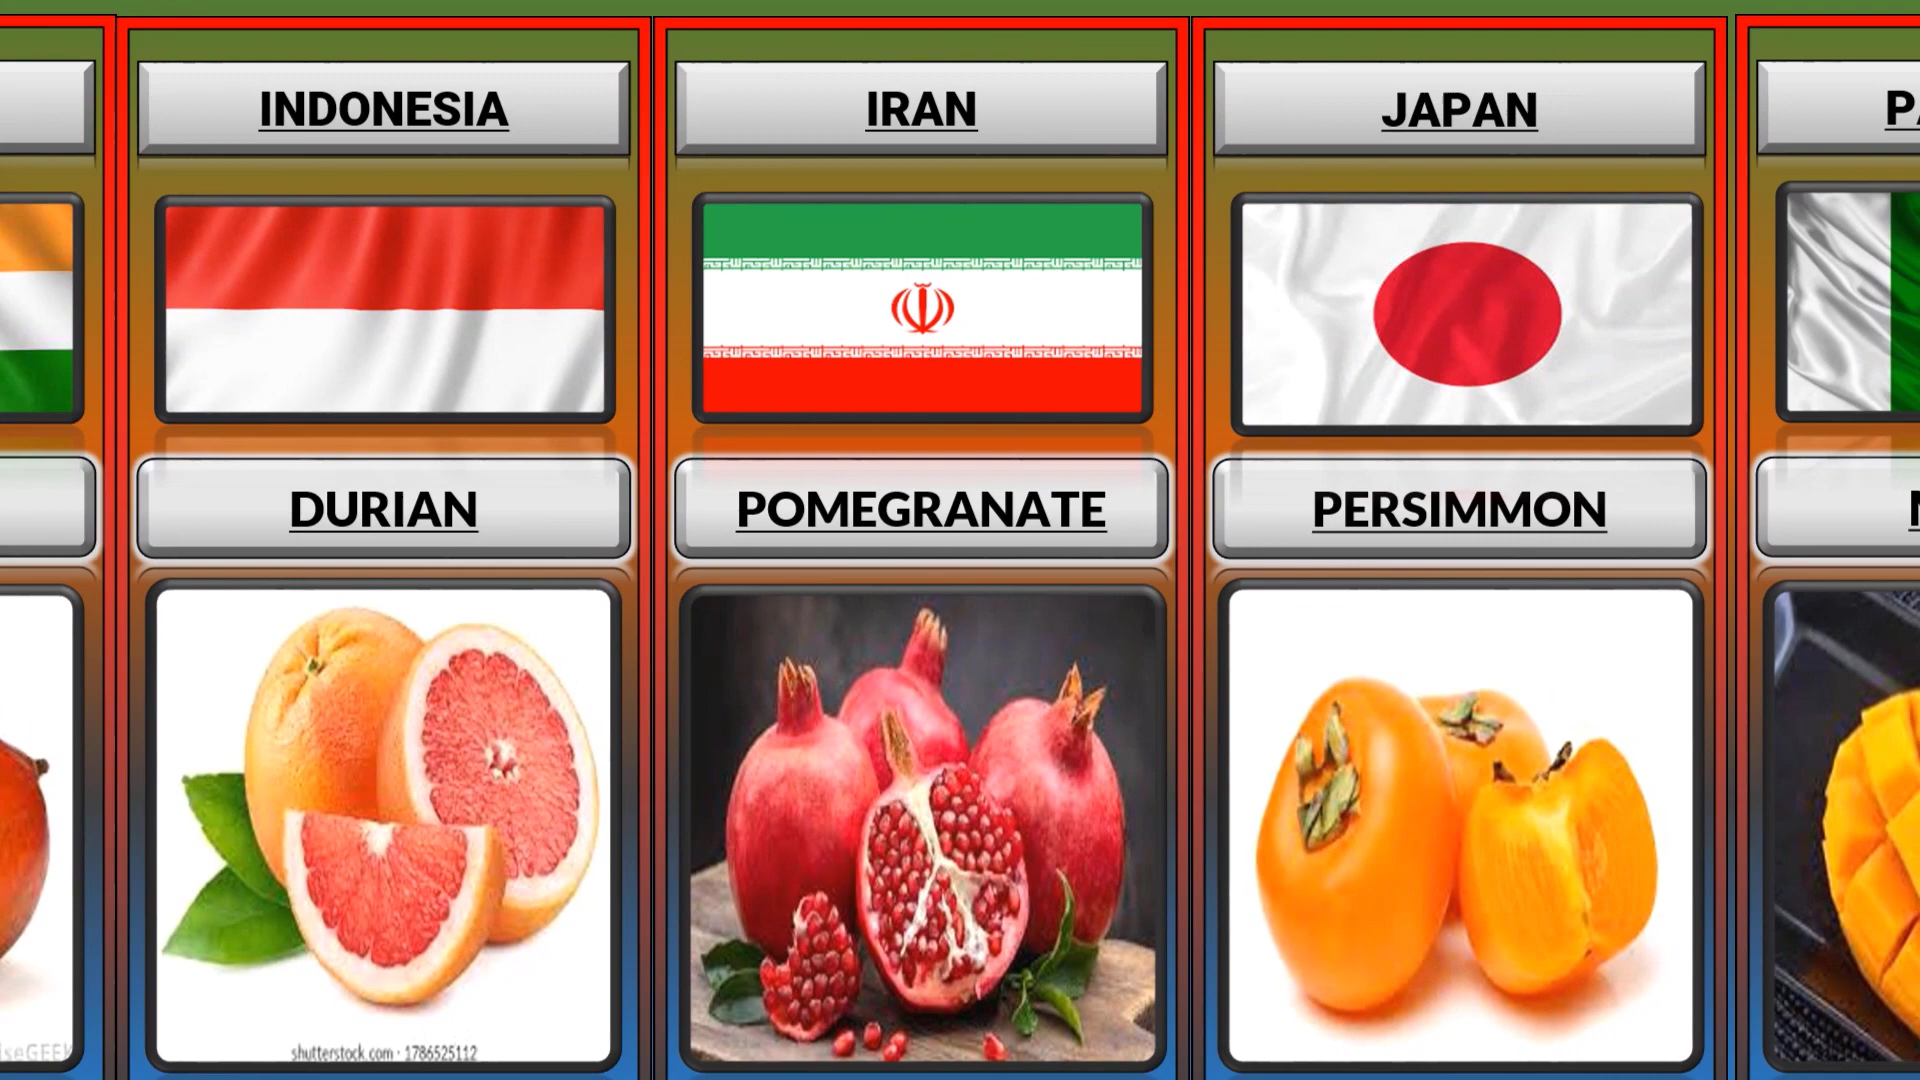 INDONESIA
IRAN
JAPAN
DURIAN
POMEGRANATE
PERSIMMON
shutterstock.com · 1786525112